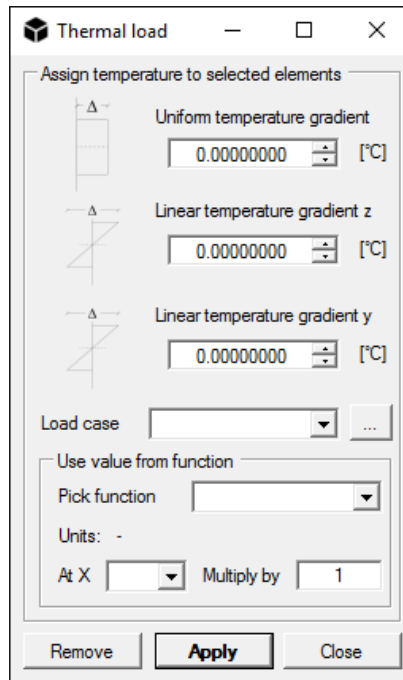 Thermal load
Assign temperature to selected elements
Δ
Uniform temperature gradient
0.00000000 [°C]
Δ
Linear temperature gradient z
0.00000000 [°C]
Δ
Linear temperature gradient y
0.00000000 [°C]
Load case ...
Use value from function
Pick function
Units: -
At X Multiply by 1
Remove Apply Close